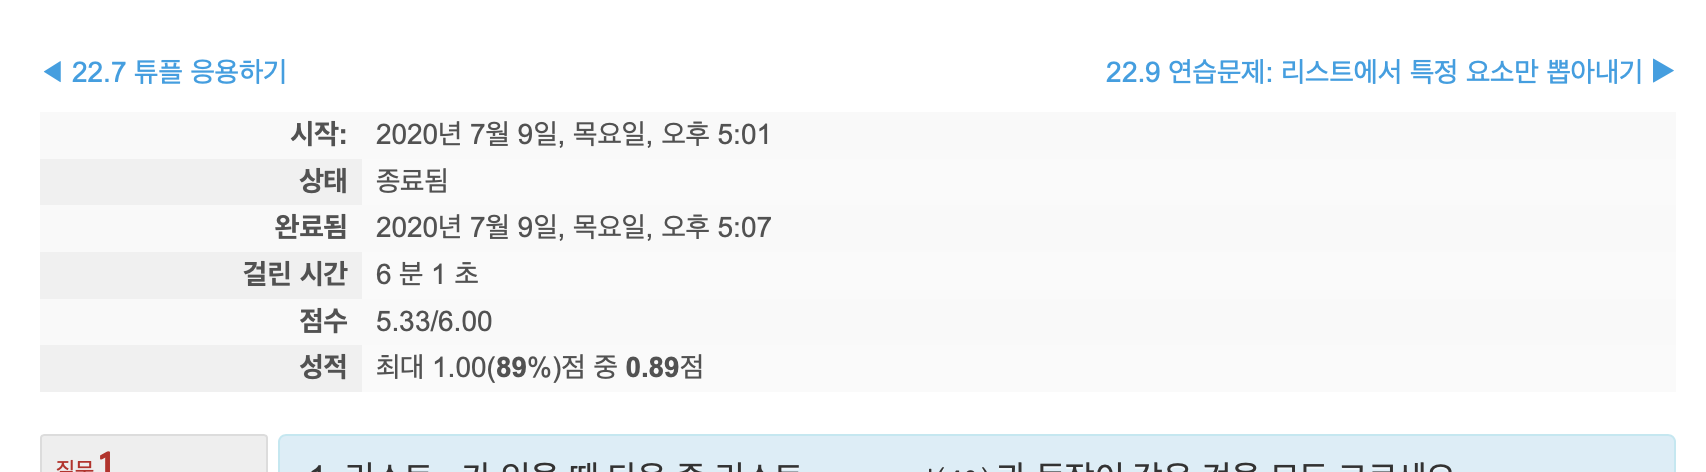 ◀ 22.7 튜플 응용하기
22.9 연습문제: 리스트에서 특정 요소만 뽑아내기 ▶
시작: 2020년 7월 9일, 목요일, 오후 5:01
상태 종료됨
완료됨 2020년 7월 9일, 목요일, 오후 5:07
걸린 시간 6 분 1 초
점수 5.33/6.00
성적 최대 1.00(89%)점 중 0.89점
질문 1